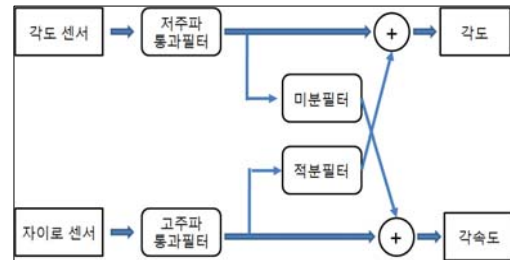 각도 센서
저주파
통과필터
+
각도
미분필터
적분필터
자이로 센서
고주파
통과필터
+
각속도